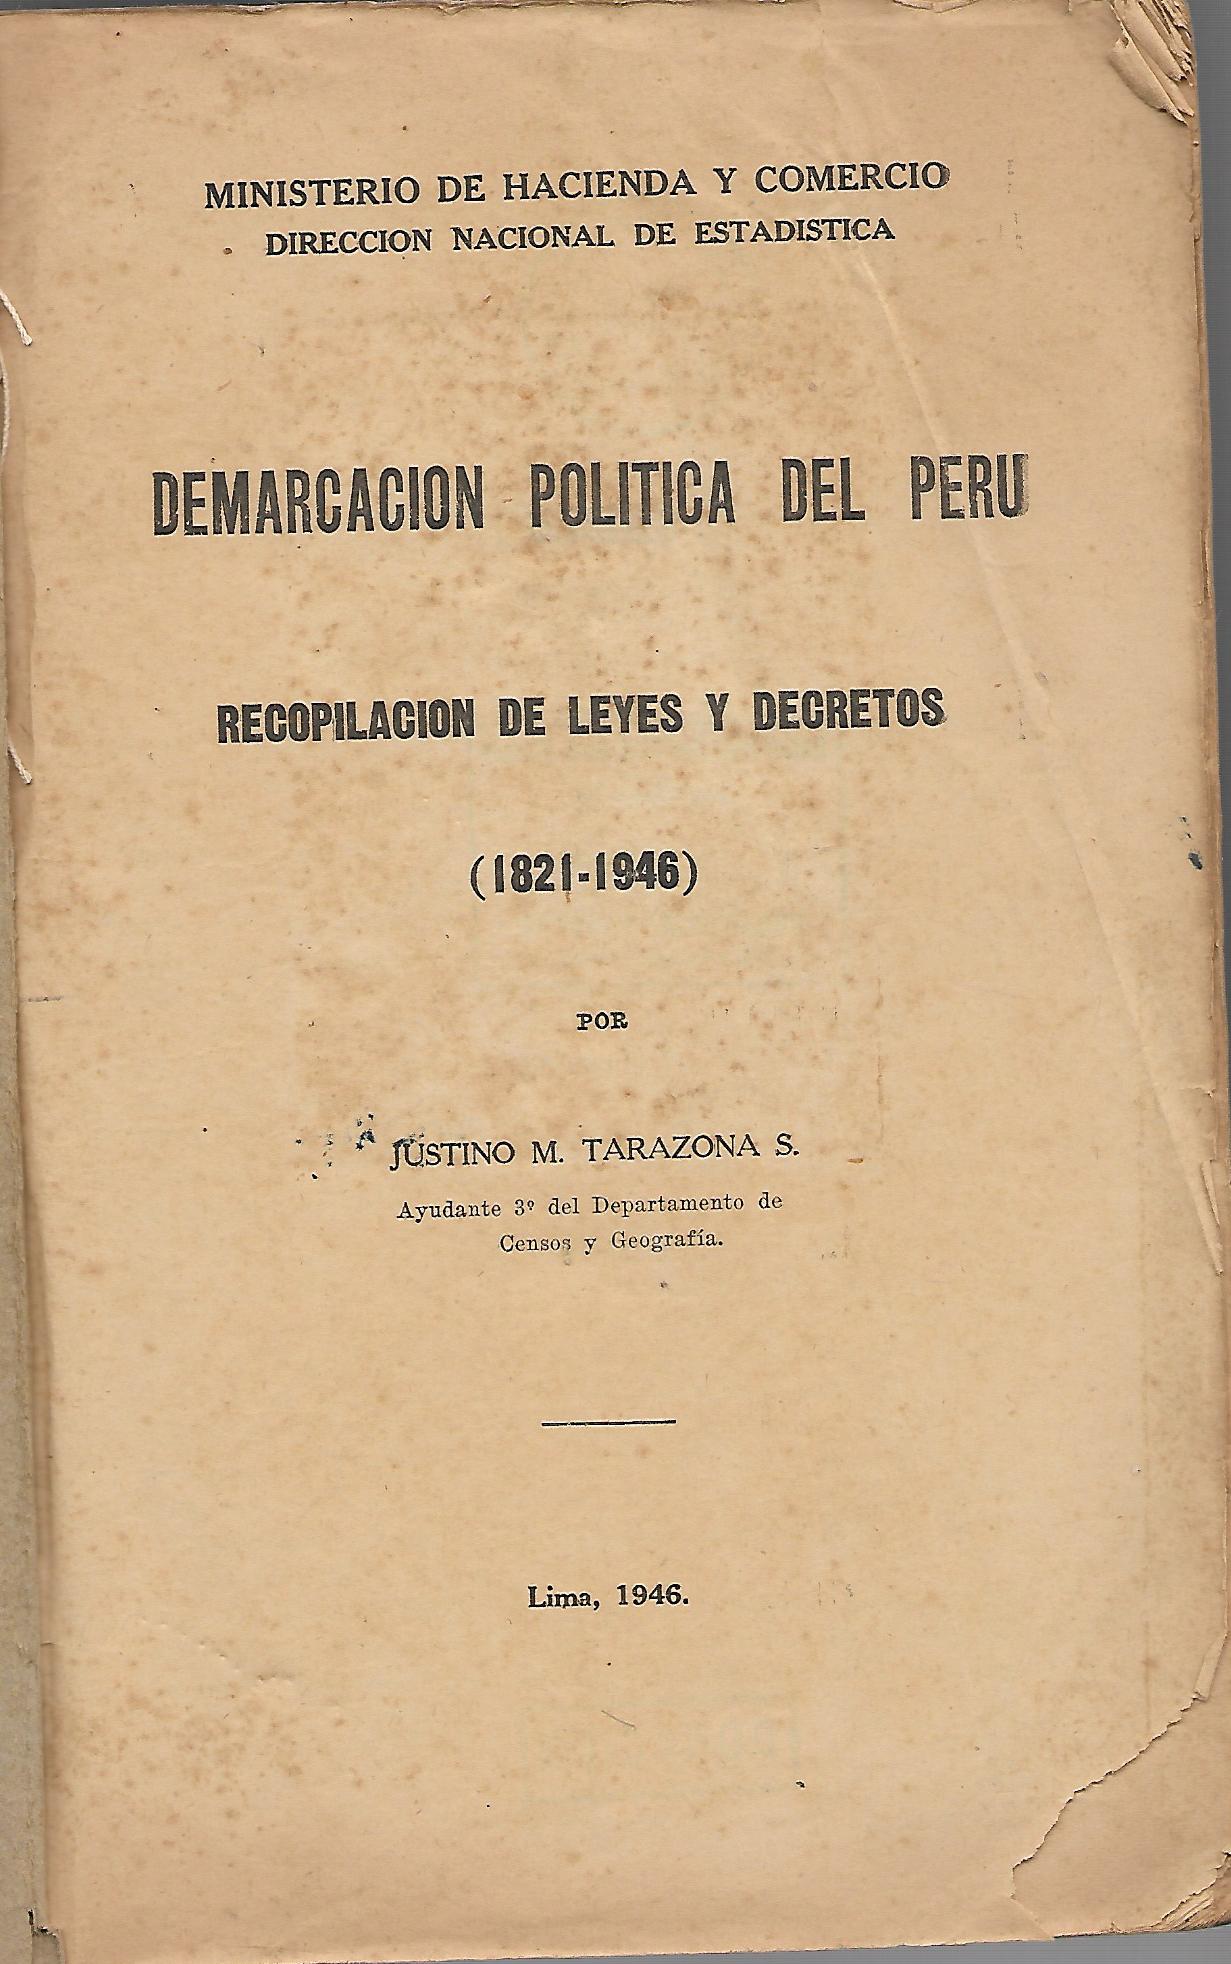 MINISTERIO DE HACIENDA Y COMERCIO
DIRECCION NACIONAL DE ESTADISTICA
DEMARCACION POLITICA DEL PERU
RECOPILACION DE LEYES Y DECRETOS
(1821-1946)
POR
JUSTINO M. TARAZONA S.
Ayudante 3º del Departamento de
Censos y Geografía.
Lima, 1946.